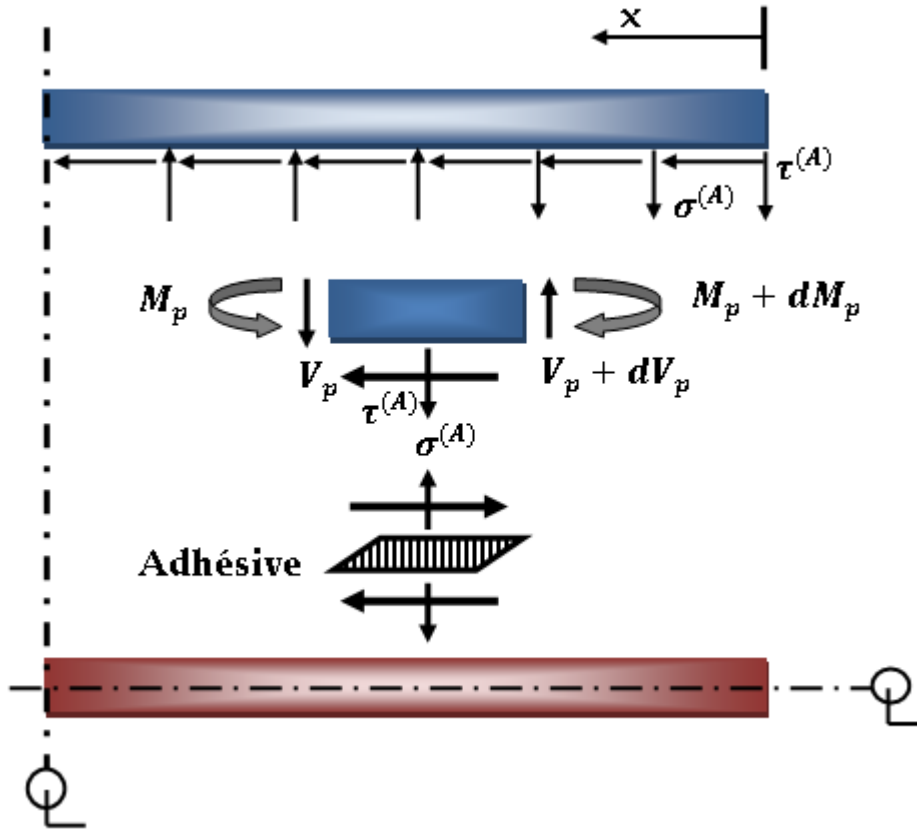 x
τ^(A)
σ^(A)
M_p
M_p + dM_p
V_p
V_p + dV_p
τ^(A)
σ^(A)
Adhésive